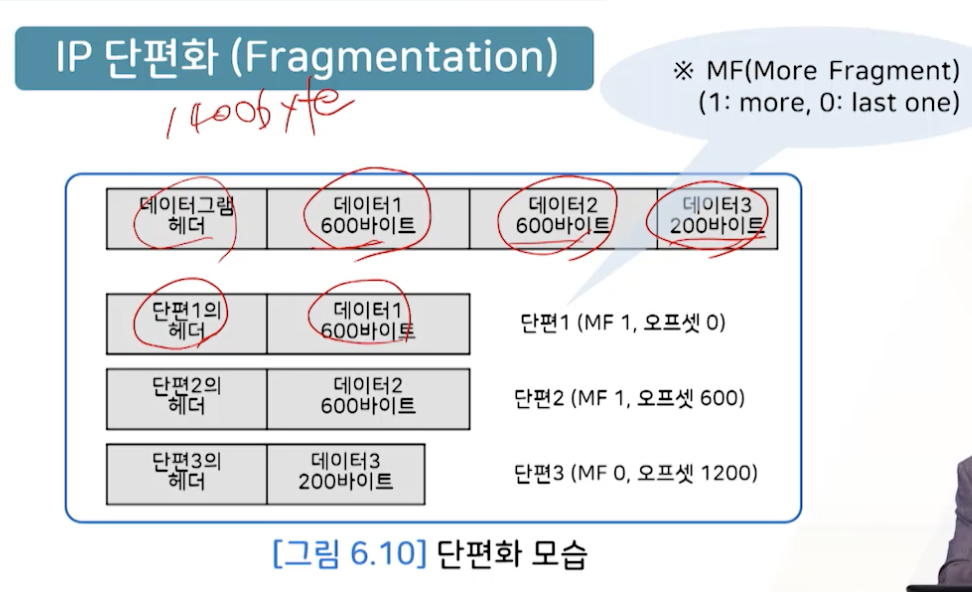 IP 단편화 (Fragmentation)
※ MF(More Fragment)
(1: more, 0: last one)
1400byte
데이터그램
헤더
데이터1
600바이트
데이터2
600바이트
데이터3
200바이트
단편1의
헤더
데이터1
600바이트
단편1 (MF 1, 오프셋 0)
단편2의
헤더
데이터2
600바이트
단편2 (MF 1, 오프셋 600)
단편3의
헤더
데이터3
200바이트
단편3 (MF 0, 오프셋 1200)
[그림 6.10] 단편화 모습